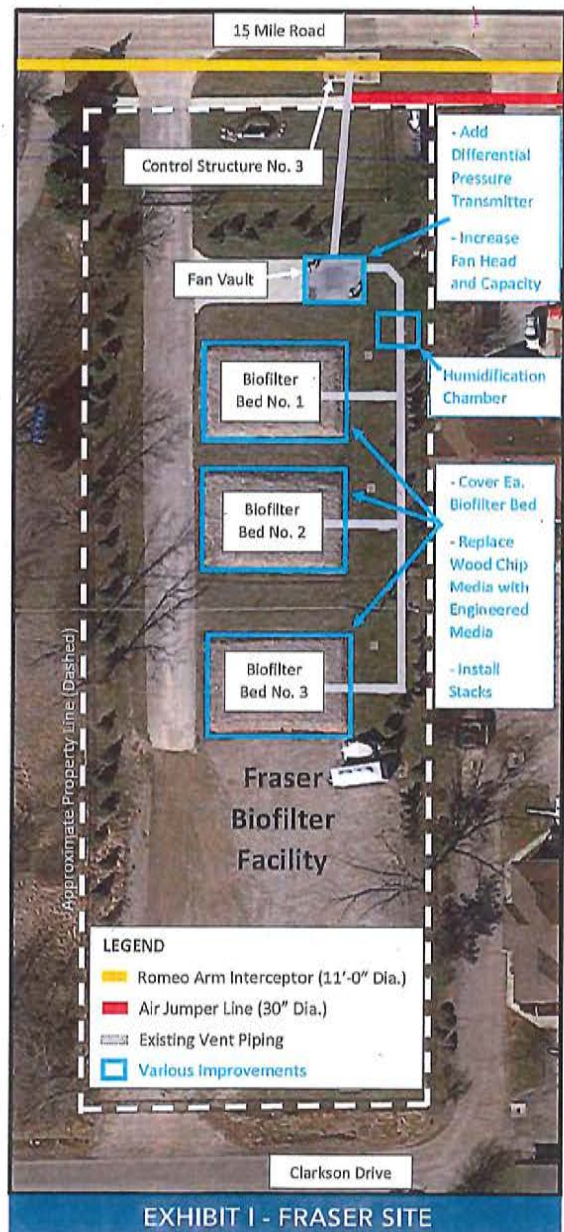 15 Mile Road
Control Structure No. 3
- Add
Differential
Pressure
Transmitter
- Increase
Fan Head
and Capacity
Fan Vault
Humidification
Chamber
Biofilter
Bed No. 1
Biofilter
Bed No. 2
Biofilter
Bed No. 3
- Cover Ea.
Biofilter Bed
- Replace
Wood Chip
Media with
Engineered
Media
- Install
Stacks
Approximate Property Line (Dashed)
Fraser
Biofilter
Facility
LEGEND
Romeo Arm Interceptor (11'-0" Dia.)
Air Jumper Line (30" Dia.)
Existing Vent Piping
Various Improvements
Clarkson Drive
EXHIBIT I - FRASER SITE